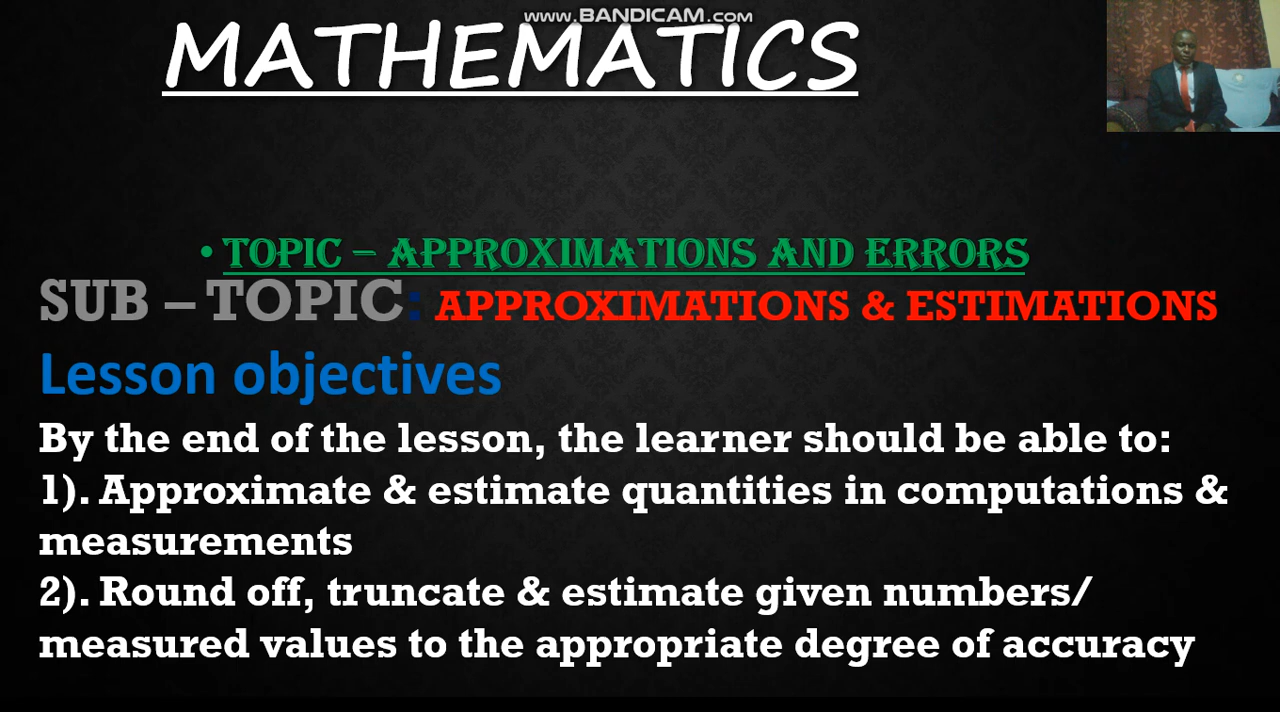 www.BANDICAM.com
MATHEMATICS
• TOPIC – APPROXIMATIONS AND ERRORS
SUB – TOPIC: APPROXIMATIONS & ESTIMATIONS
Lesson objectives
By the end of the lesson, the learner should be able to:
1). Approximate & estimate quantities in computations &
measurements
2). Round off, truncate & estimate given numbers/
measured values to the appropriate degree of accuracy